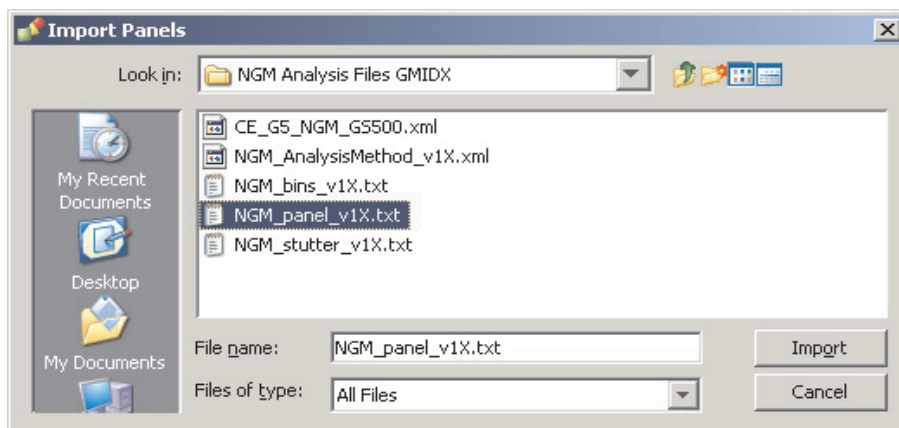 Import Panels
Look in: NGM Analysis Files GMIDX
My Recent
Documents
Desktop
My Documents
CE_G5_NGM_GS500.xml
NGM_AnalysisMethod_v1X.xml
NGM_bins_v1X.txt
NGM_panel_v1X.txt
NGM_stutter_v1X.txt
File name: NGM_panel_v1X.txt Import
Files of type: All Files Cancel